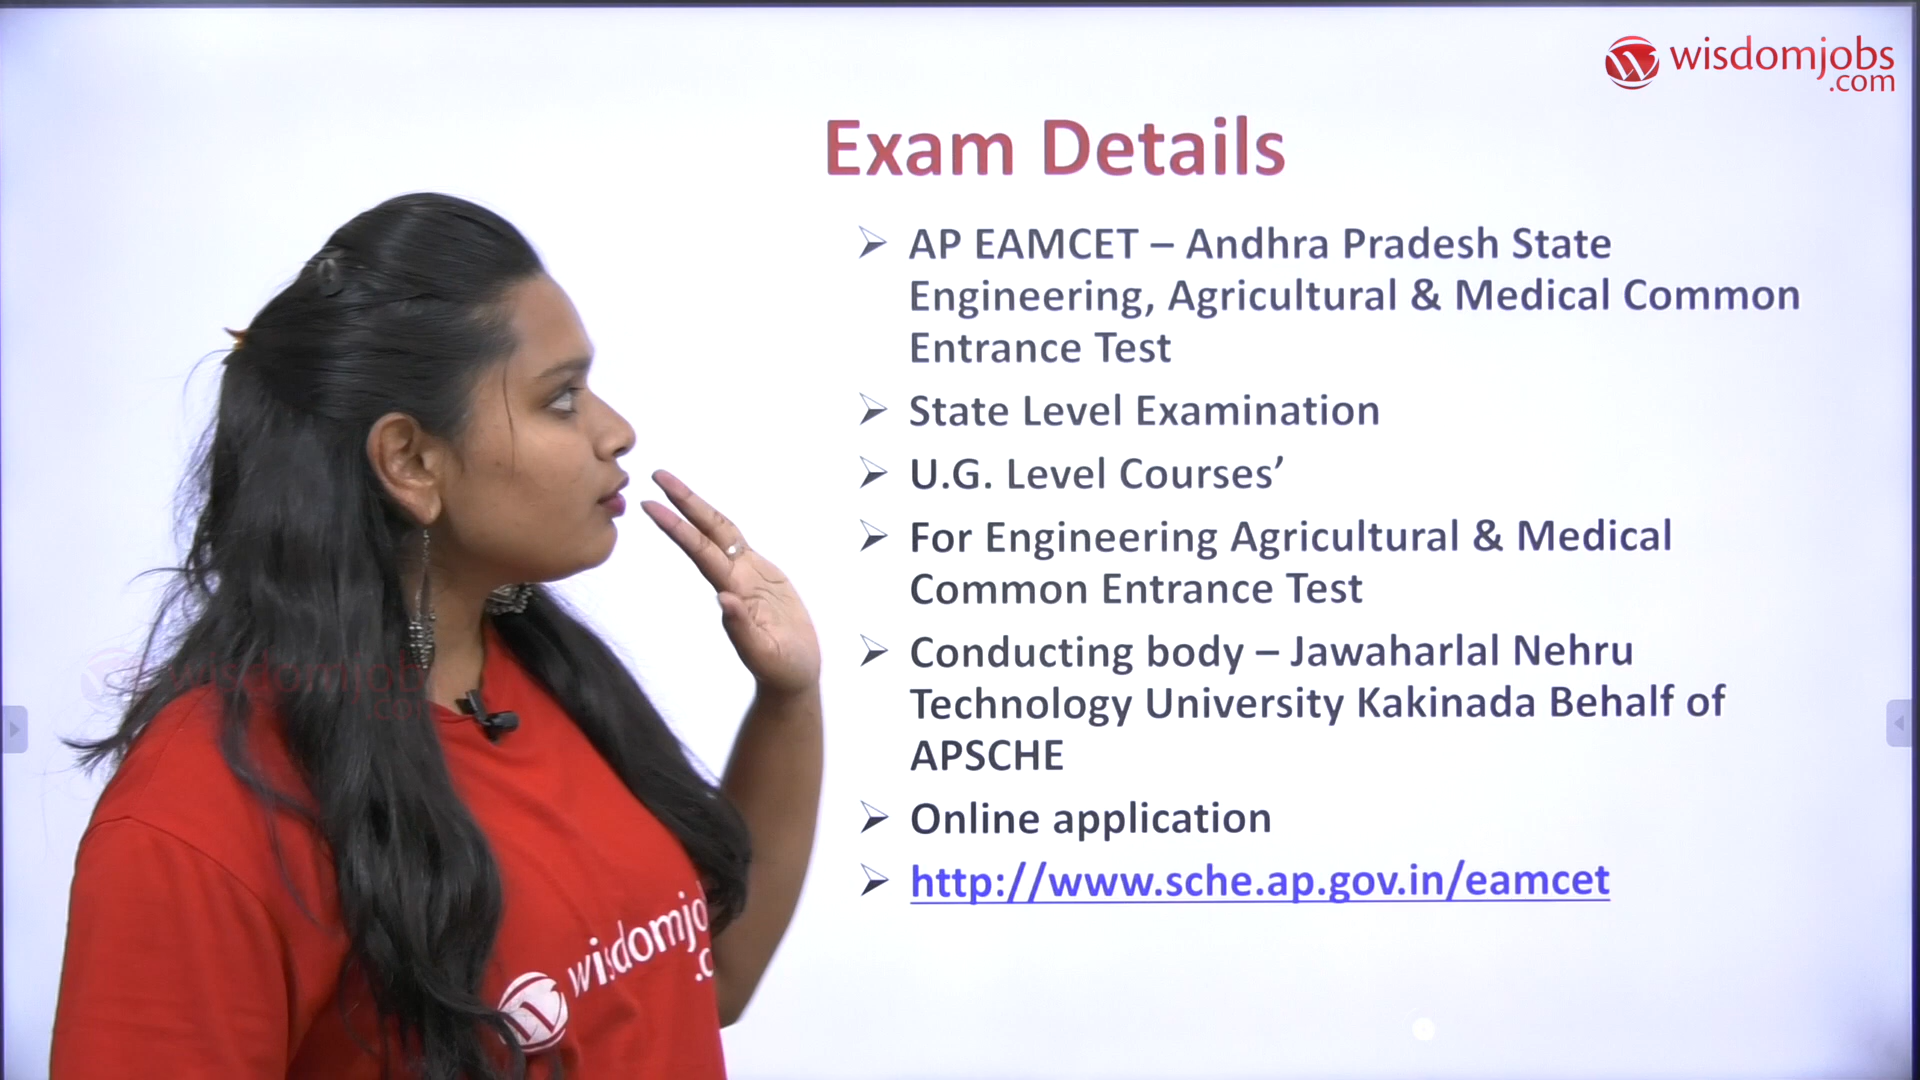 wisdomjobs
.com
Exam Details
AP EAMCET – Andhra Pradesh State
Engineering, Agricultural & Medical Common
Entrance Test
State Level Examination
U.G. Level Courses’
For Engineering Agricultural & Medical
Common Entrance Test
Conducting body – Jawaharlal Nehru
Technology University Kakinada Behalf of
APSCHE
Online application
http://www.sche.ap.gov.in/eamcet
wisdomjobs
.com
wisdomjo
.c